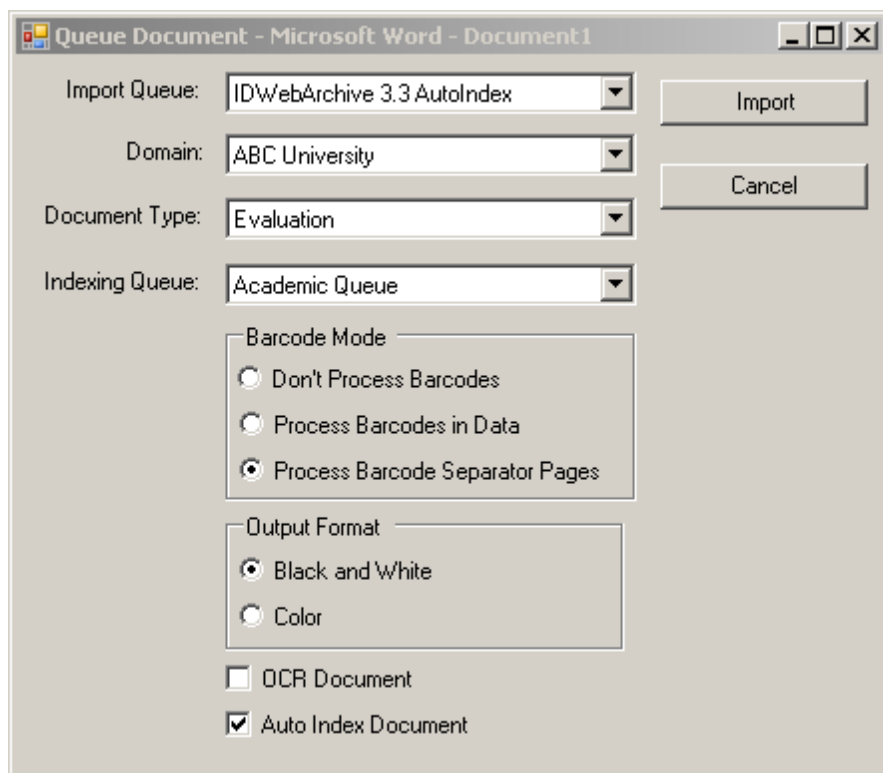 Queue Document - Microsoft Word - Document1
Import Queue: IDWebArchive 3.3 AutoIndex
Import
Domain: ABC University
Cancel
Document Type: Evaluation
Indexing Queue: Academic Queue
Barcode Mode
Don't Process Barcodes
Process Barcodes in Data
Process Barcode Separator Pages
Output Format
Black and White
Color
OCR Document
Auto Index Document